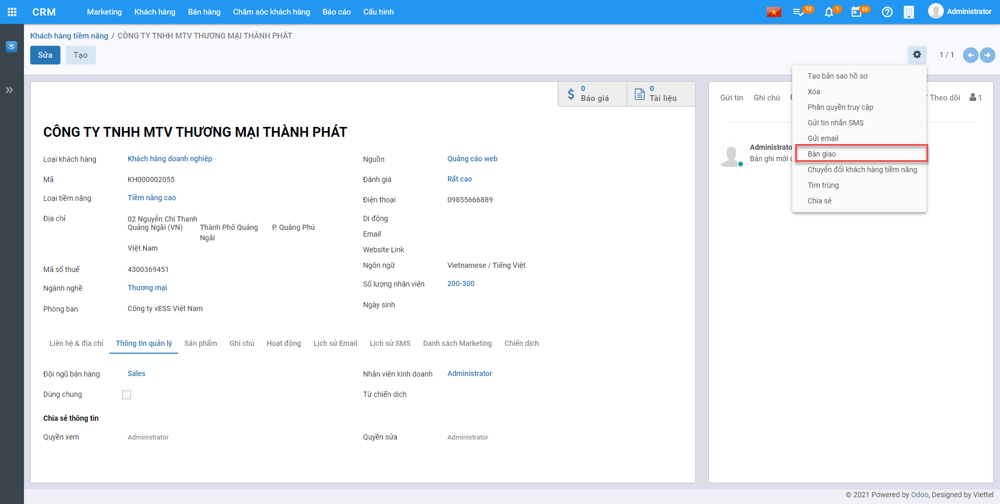 CRM
Marketing Khách hàng Bán hàng Chăm sóc khách hàng Báo cáo Cấu hình
10 1 23 Administrator
Khách hàng tiềm năng / CÔNG TY TNHH MTV THƯƠNG MẠI THÀNH PHÁT
Sửa Tạo
1 / 1
Tạo bản sao hồ sơ
Xóa
Phân quyền truy cập
Gửi tin nhắn SMS
Gửi email
Bàn giao
Chuyển đổi khách hàng tiềm năng
Tìm trùng
Chia sẻ
0
Báo giá
0
Tài liệu
Gửi tin Ghi chú Theo dõi 1
Administrato
Bản ghi mới
CÔNG TY TNHH MTV THƯƠNG MẠI THÀNH PHÁT
Loại khách hàng Khách hàng doanh nghiệp
Mã KH000002055
Loại tiềm năng Tiềm năng cao
Địa chỉ 02 Nguyễn Chí Thanh
Quảng Ngãi (VN) Thành Phố Quảng Ngãi P. Quảng Phú
Việt Nam
Mã số thuế 4300369451
Ngành nghề Thương mại
Phòng ban Công ty vESS Việt Nam
Nguồn Quảng cáo web
Đánh giá Rất cao
Điện thoại 09855666889
Di động
Email
Website Link
Ngôn ngữ Vietnamese / Tiếng Việt
Số lượng nhân viên 200-300
Ngày sinh
Liên hệ & địa chỉ Thông tin quản lý Sản phẩm Ghi chú Hoạt động Lịch sử Email Lịch sử SMS Danh sách Marketing Chiến dịch
Đội ngũ bán hàng Sales
Nhân viên kinh doanh Administrator
Dùng chung
Từ chiến dịch
Chia sẻ thông tin
Quyền xem Administrator
Quyền sửa Administrator
© 2021 Powered by Odoo, Designed by Viettel